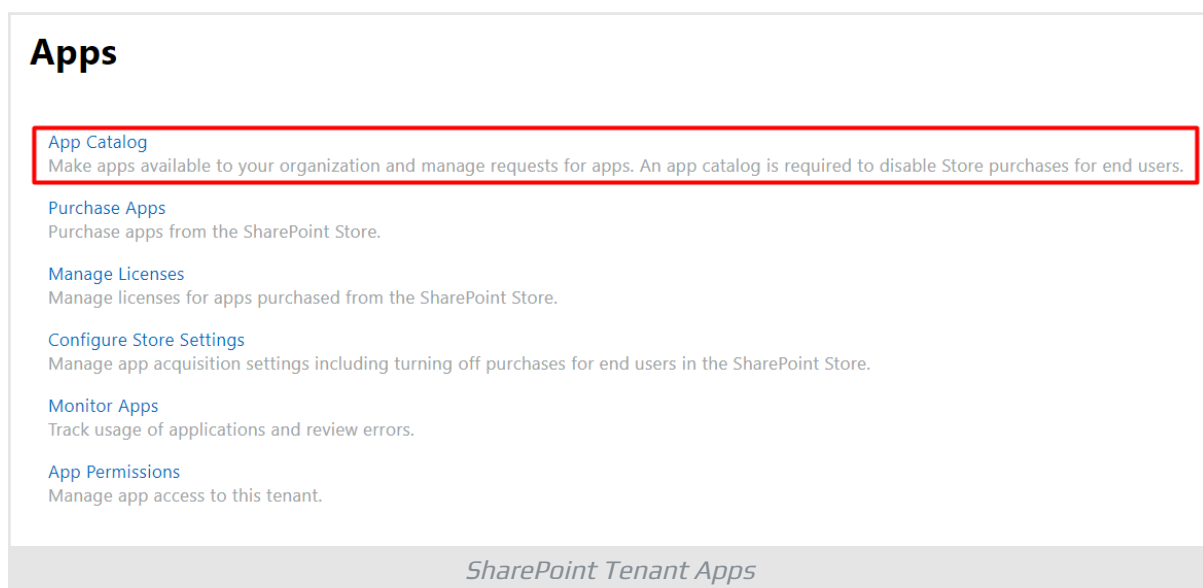 Apps
App Catalog
Make apps available to your organization and manage requests for apps. An app catalog is required to disable Store purchases for end users.
Purchase Apps
Purchase apps from the SharePoint Store.
Manage Licenses
Manage licenses for apps purchased from the SharePoint Store.
Configure Store Settings
Manage app acquisition settings including turning off purchases for end users in the SharePoint Store.
Monitor Apps
Track usage of applications and review errors.
App Permissions
Manage app access to this tenant.
SharePoint Tenant Apps